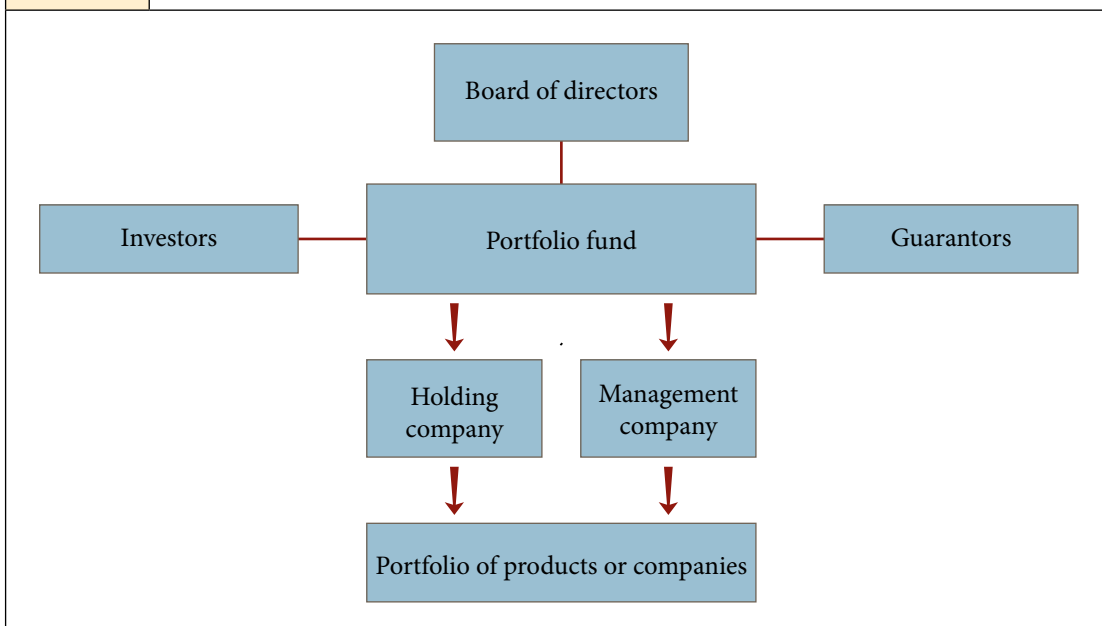 Board of directors
Investors
Portfolio fund
Guarantors
Holding
company
Management
company
Portfolio of products or companies